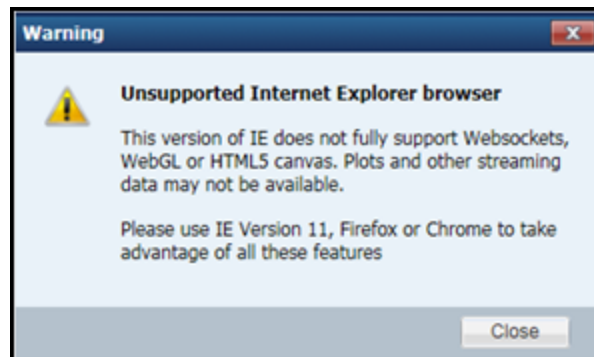 Warning
Unsupported Internet Explorer browser
This version of IE does not fully support Websockets,
WebGL or HTML5 canvas. Plots and other streaming
data may not be available.
Please use IE Version 11, Firefox or Chrome to take
advantage of all these features
Close